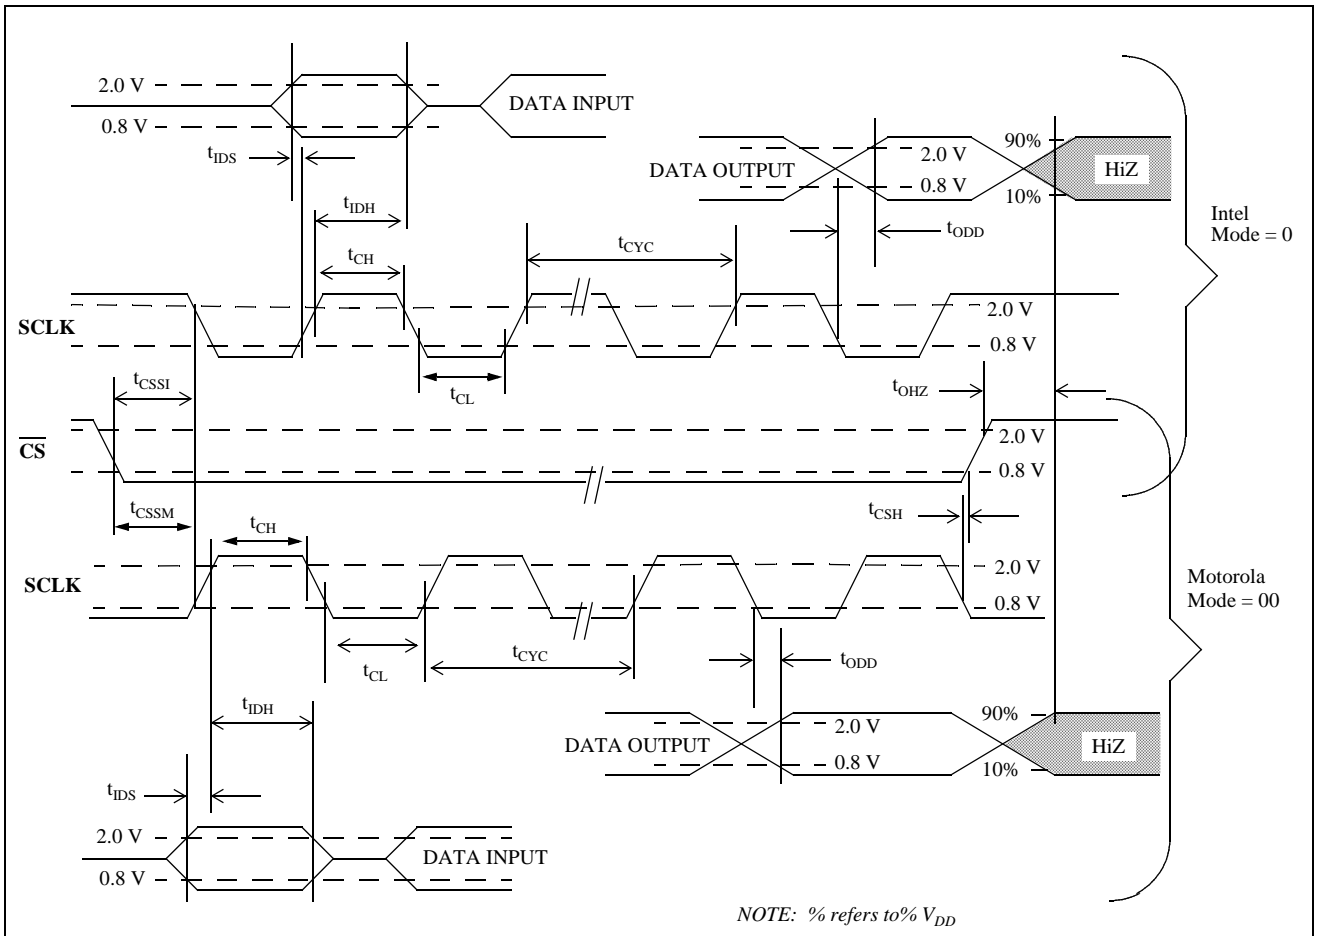 2.0 V
DATA INPUT
0.8 V
tIDS
90%
2.0 V
DATA OUTPUT
HiZ
0.8 V
10%
tIDH
tODD
Intel
Mode = 0
tCYC
tCH
2.0 V
SCLK
0.8 V
tCSSI
tCL
tOHZ
2.0 V
CS
0.8 V
tCSSM
tCH
tCSH
2.0 V
SCLK
0.8 V
Motorola
Mode = 00
tCL
tCYC
tODD
tIDH
90%
2.0 V
DATA OUTPUT
HiZ
0.8 V
10%
tIDS
2.0 V
DATA INPUT
0.8 V
NOTE: % refers to% VDD